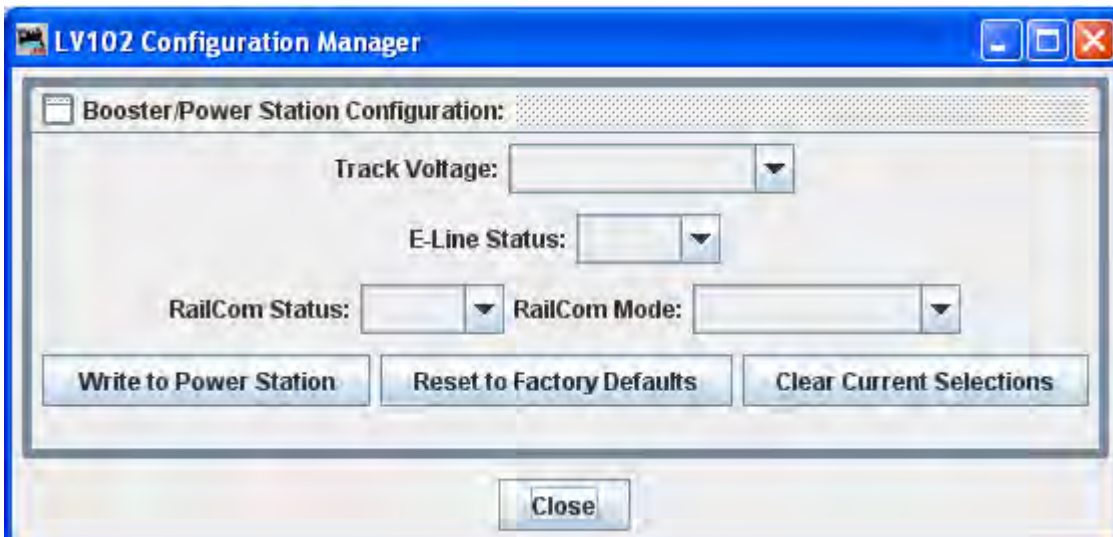 LV102 Configuration Manager
Booster/Power Station Configuration:
Track Voltage:
E-Line Status:
RailCom Status: RailCom Mode:
Write to Power Station Reset to Factory Defaults Clear Current Selections
Close